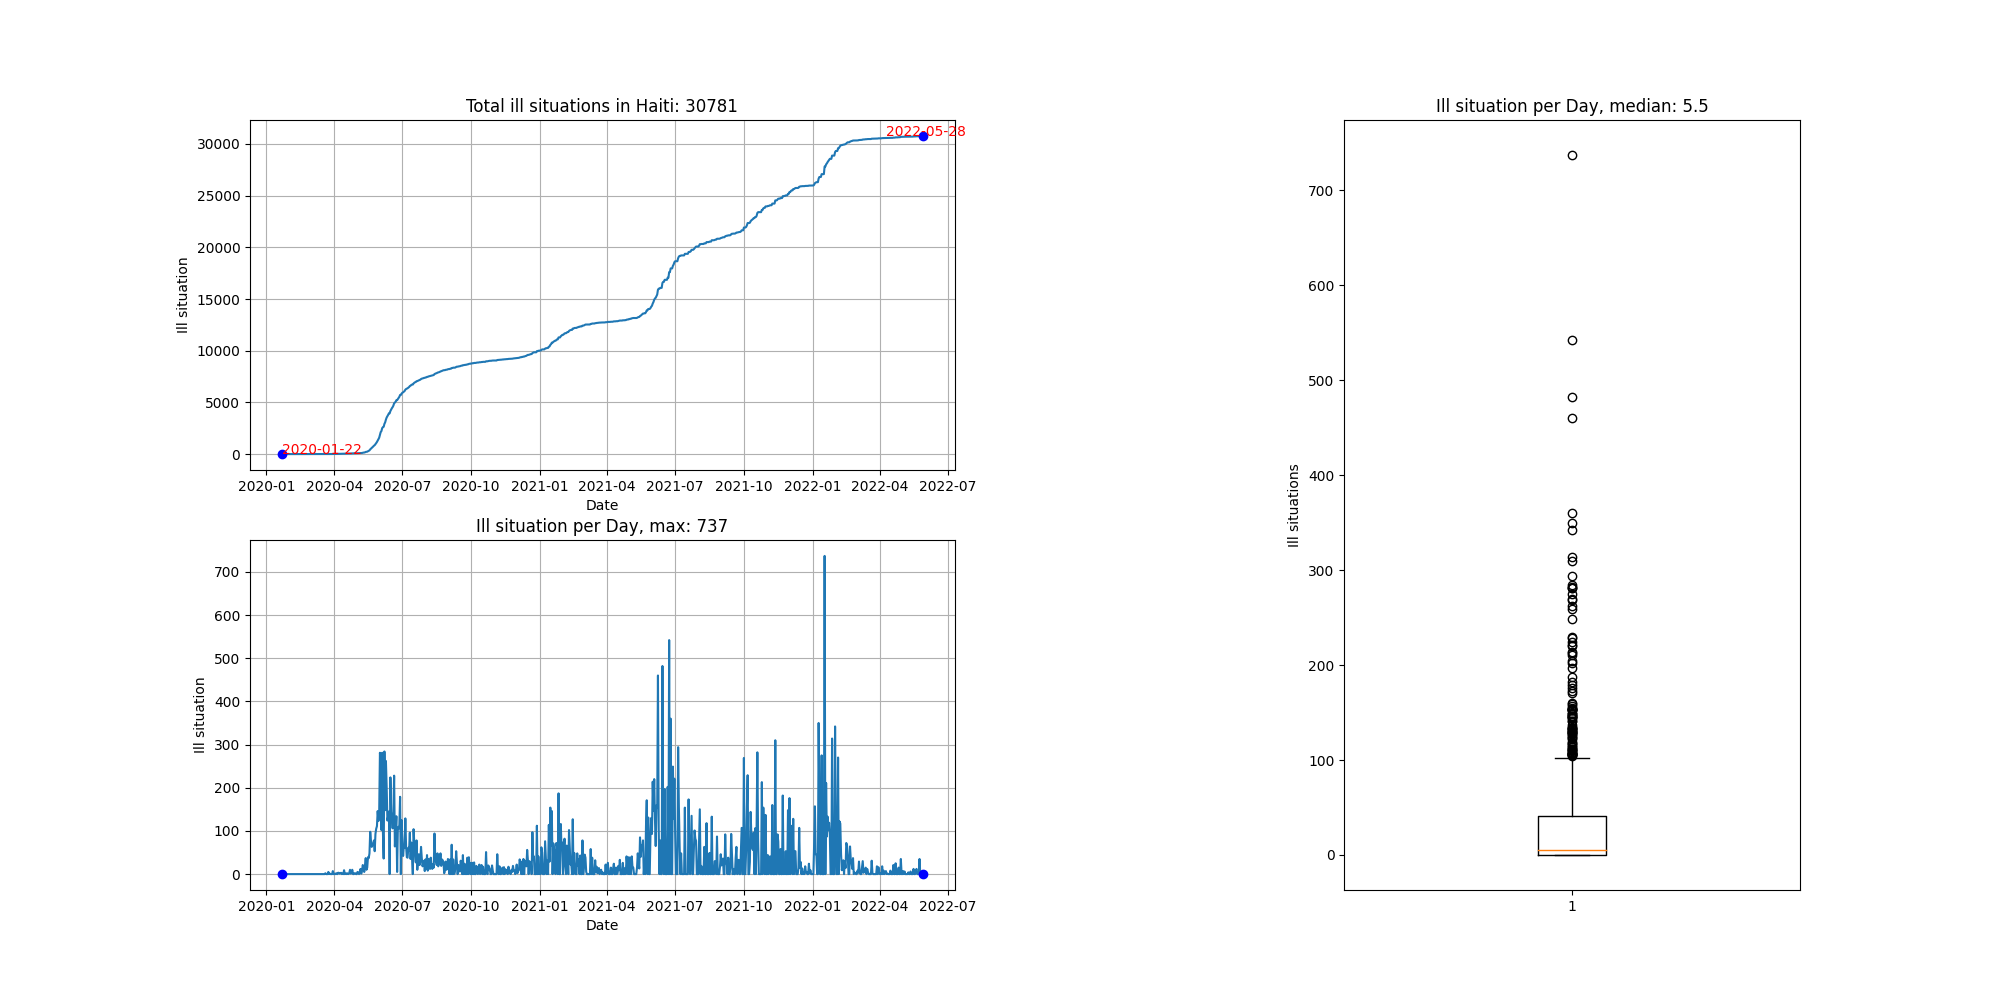 Total ill situations in Haiti: 30781
2022-05-28
30000
25000
20000
15000
10000
5000
0
Ill situation
2020-01-22
2020-01 2020-04 2020-07 2020-10 2021-01 2021-04 2021-07 2021-10 2022-01 2022-04 2022-07
Date
Ill situation per Day, max: 737
700
600
500
400
300
200
100
0
Ill situation
2020-01 2020-04 2020-07 2020-10 2021-01 2021-04 2021-07 2021-10 2022-01 2022-04 2022-07
Date
Ill situation per Day, median: 5.5
700
600
500
400
300
200
100
0
Ill situations
1